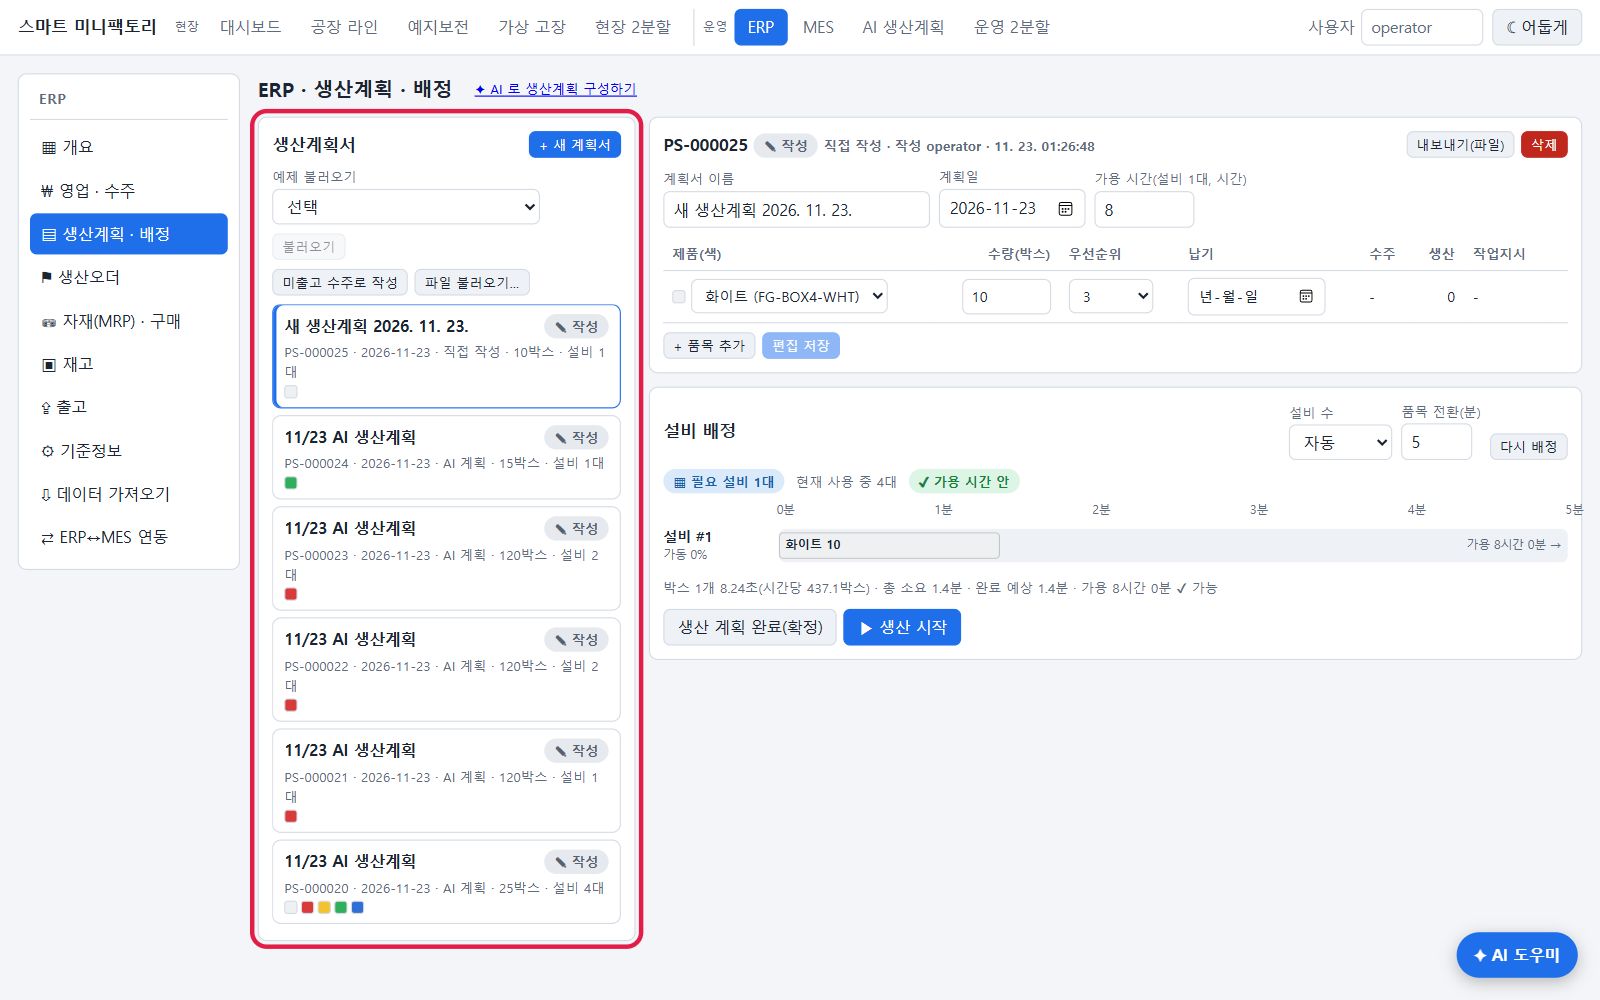 스마트 미니팩토리 현장 대시보드 공장 라인 예지보전 가상 고장 현장 2분할 운영 ERP MES AI 생산계획 운영 2분할 사용자 operator ☾ 어둡게
ERP
▦ 개요
₩ 영업 · 수주
▤ 생산계획 · 배정
⚑ 생산오더
자재(MRP) · 구매
▣ 재고
⇪ 출고
⚙ 기준정보
⇩ 데이터 가져오기
⇄ ERP↔MES 연동
ERP · 생산계획 · 배정 ✦ AI 로 생산계획 구성하기
생산계획서 + 새 계획서
예제 불러오기
선택
불러오기
미출고 수주로 작성 파일 불러오기...
새 생산계획 2026. 11. 23. ✎ 작성
PS-000025 · 2026-11-23 · 직접 작성 · 10박스 · 설비 1
대
11/23 AI 생산계획 ✎ 작성
PS-000024 · 2026-11-23 · AI 계획 · 15박스 · 설비 1대
11/23 AI 생산계획 ✎ 작성
PS-000023 · 2026-11-23 · AI 계획 · 120박스 · 설비 2
대
11/23 AI 생산계획 ✎ 작성
PS-000022 · 2026-11-23 · AI 계획 · 120박스 · 설비 2
대
11/23 AI 생산계획 ✎ 작성
PS-000021 · 2026-11-23 · AI 계획 · 120박스 · 설비 1
대
11/23 AI 생산계획 ✎ 작성
PS-000020 · 2026-11-23 · AI 계획 · 25박스 · 설비 4대
PS-000025 ✎ 작성 직접 작성 · 작성 operator · 11. 23. 01:26:48 내보내기(파일) 삭제
계획서 이름 계획일 가용 시간(설비 1대, 시간)
새 생산계획 2026. 11. 23. 2026-11-23 8
제품(색) 수량(박스) 우선순위 납기 수주 생산 작업지시
화이트 (FG-BOX4-WHT) 10 3 년-월-일 - 0 -
+ 품목 추가 편집 저장
설비 배정 설비 수 품목 전환(분)
자동 5 다시 배정
▦ 필요 설비 1대 현재 사용 중 4대 ✓ 가용 시간 안
0분 1분 2분 3분 4분 5분
설비 #1 화이트 10 가용 8시간 0분 →
가동 0%
박스 1개 8.24초(시간당 437.1박스) · 총 소요 1.4분 · 완료 예상 1.4분 · 가용 8시간 0분 ✓ 가능
생산 계획 완료(확정) ▶ 생산 시작
✦ AI 도우미